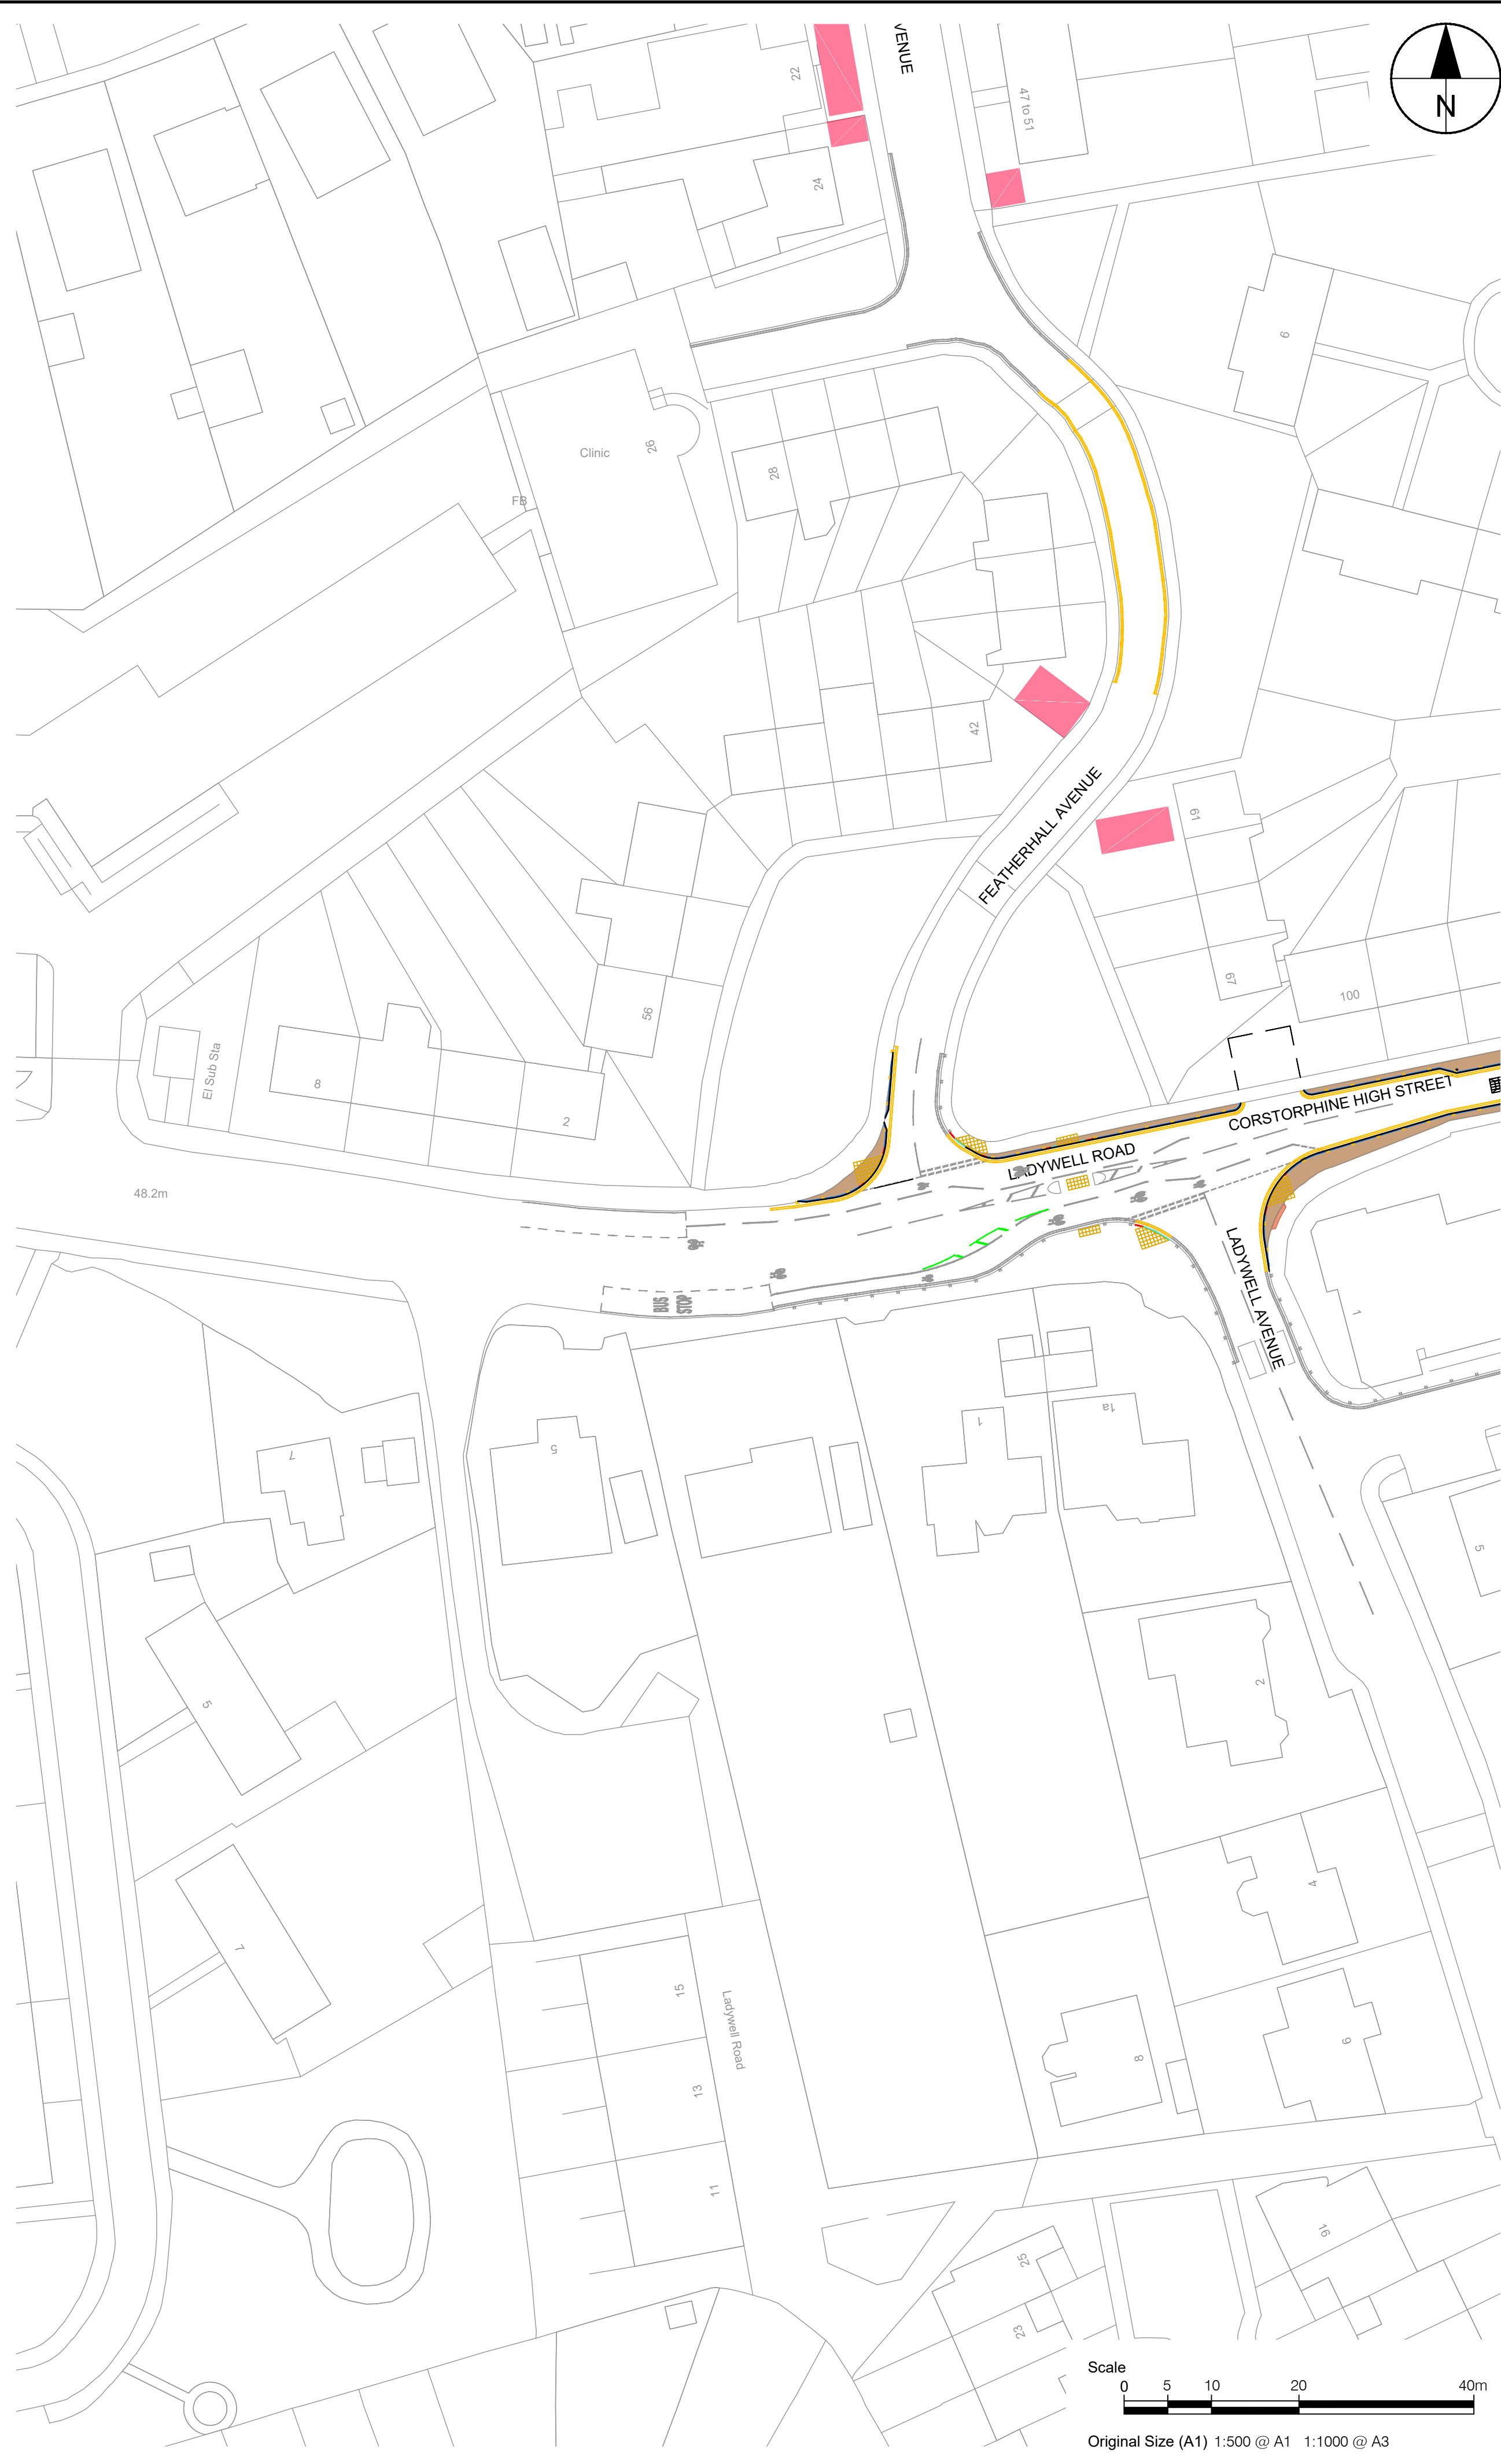 VENUE
N
22
47 to 51
24
6
Clinic
26
28
FB
42
FEATHERHALL AVENUE
61
67
100
56
El Sub Sta
8
2
CORSTORPHINE HIGH STREET
LADYWELL ROAD
48.2m
LADYWELL AVENUE
BUS
STOP
1
1
1a
5
7
5
5
2
7
4
15
Ladywell Road
13
8
6
11
16
25
23
Scale
0 5 10 20 40m
Original Size (A1) 1:500 @ A1 1:1000 @ A3